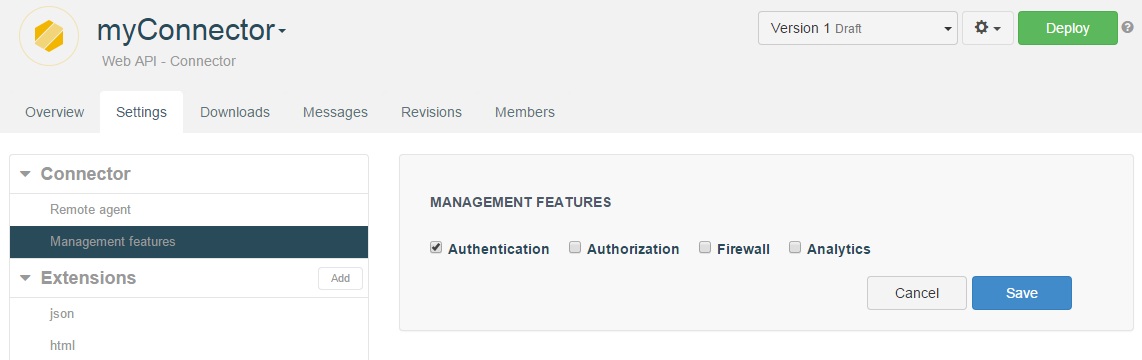 myConnector
Web API - Connector
Version 1 Draft
Deploy
Overview Settings Downloads Messages Revisions Members
Connector
Remote agent
Management features
Extensions Add
json
html
MANAGEMENT FEATURES
Authentication Authorization Firewall Analytics
Cancel Save